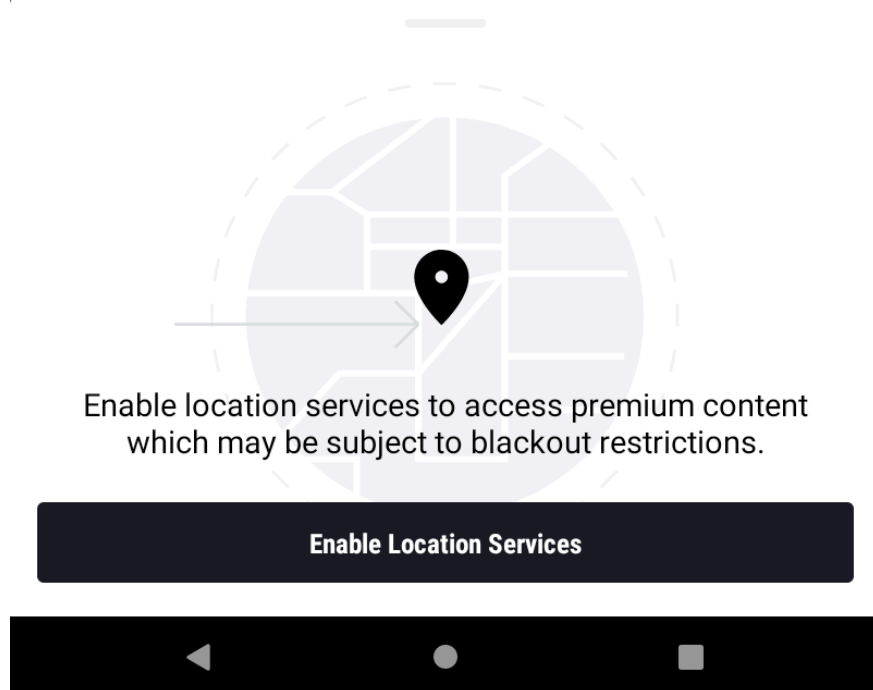 Enable location services to access premium content
which may be subject to blackout restrictions.
Enable Location Services